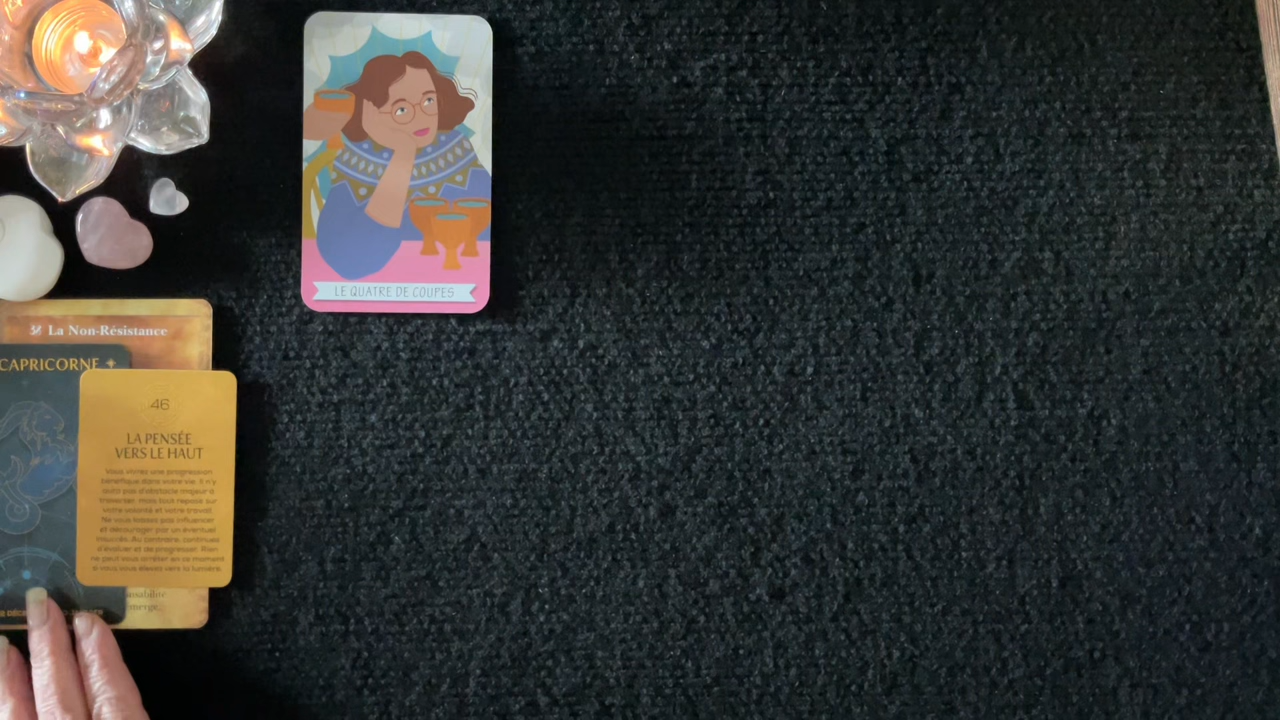 LE QUATRE DE COUPES
La Non-Résistance
CAPRICORNE
46
LA PENSÉE
VERS LE HAUT
Vous vivrez une progression
bénéfique dans votre vie. Il n'y
aura pas d'obstacle majeur à
traverser, mais tout repose sur
votre volonté et votre travail.
Ne vous laissez pas influencer
et décourager par un éventuel
insuccès. Au contraire, continuez
d'évoluer et de progresser. Rien
ne peut vous arrêter en ce moment
si vous vous élevez vers la lumière.